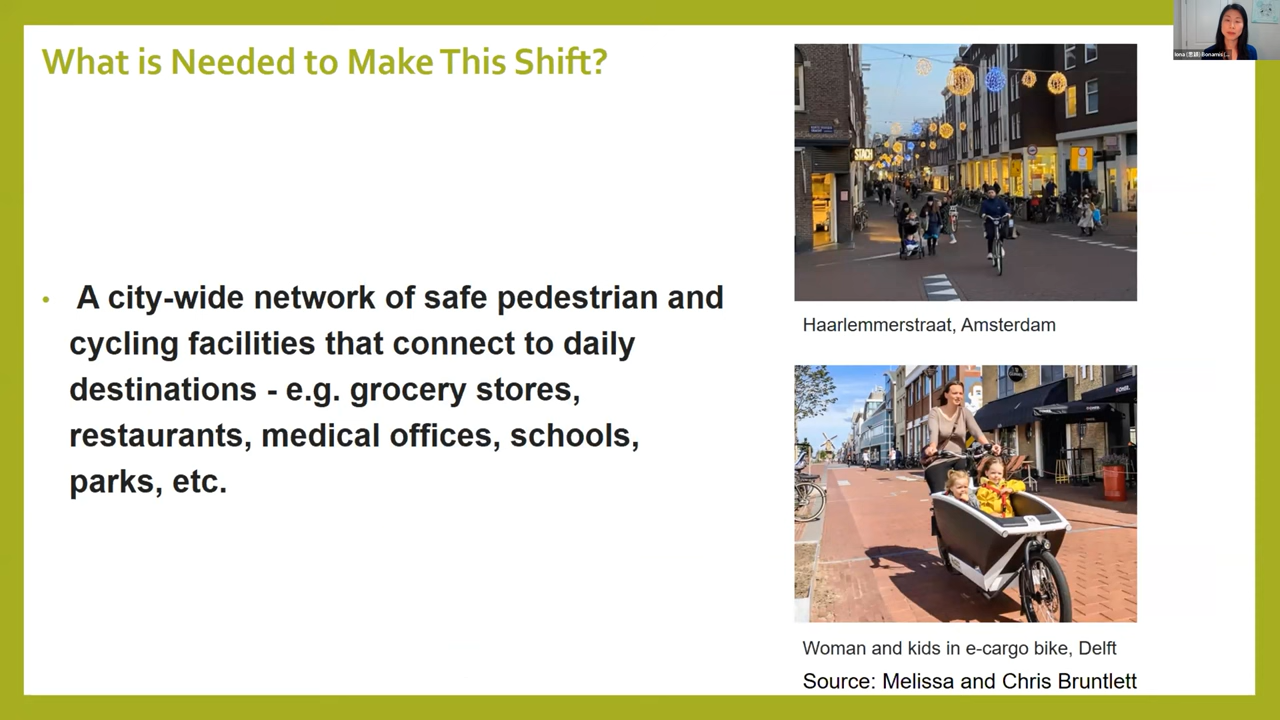 What is Needed to Make This Shift?
• A city-wide network of safe pedestrian and
cycling facilities that connect to daily
destinations - e.g. grocery stores,
restaurants, medical offices, schools,
parks, etc.
STACH
Haarlemmerstraat, Amsterdam
Woman and kids in e-cargo bike, Delft
Source: Melissa and Chris Bruntlett